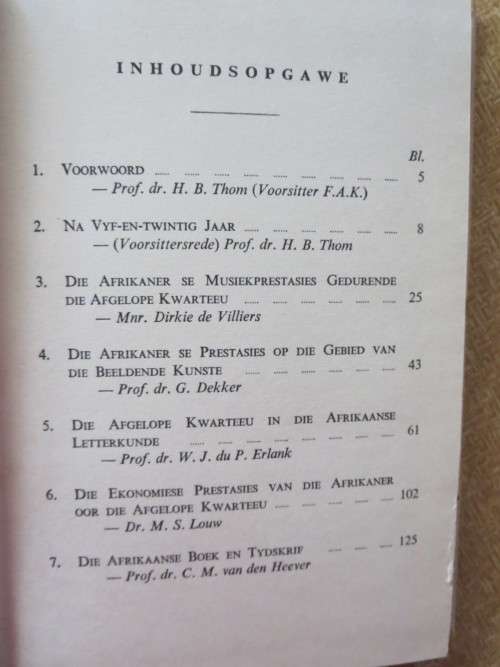 INHOUDSOPGAWE
Bl.
1. VOORWOORD ...... ...... ...... ...... ...... ...... ...... ...... 5
— Prof. dr. H. B. Thom (Voorsitter F.A.K.)
2. NA VYF-EN-TWINTIG JAAR ...... ...... ...... ...... ...... 8
— (Voorsittersrede) Prof. dr. H. B. Thom
3. DIE AFRIKANER SE MUSIEKPRESTASIES GEDURENDE
DIE AFGELOPE KWARTEEU ...... ...... ...... ...... ...... 25
— Mnr. Dirkie de Villiers
4. DIE AFRIKANER SE PRESTASIES OP DIE GEBIED VAN
DIE BEELDENDE KUNSTE ...... ...... ...... ...... ...... 43
— Prof. dr. G. Dekker
5. DIE AFGELOPE KWARTEEU IN DIE AFRIKAANSE
LETTERKUNDE ...... ...... ...... ...... ...... ...... ...... 61
— Prof. dr. W. J. du P. Erlank
6. DIE EKONOMIESE PRESTASIES VAN DIE AFRIKANER
OOR DIE AFGELOPE KWARTEEU ...... ...... ...... ...... 102
— Dr. M. S. Louw
7. DIE AFRIKAANSE BOEK EN TYDSKRIF ...... ...... ...... 125
— Prof. dr. C. M. van den Heever